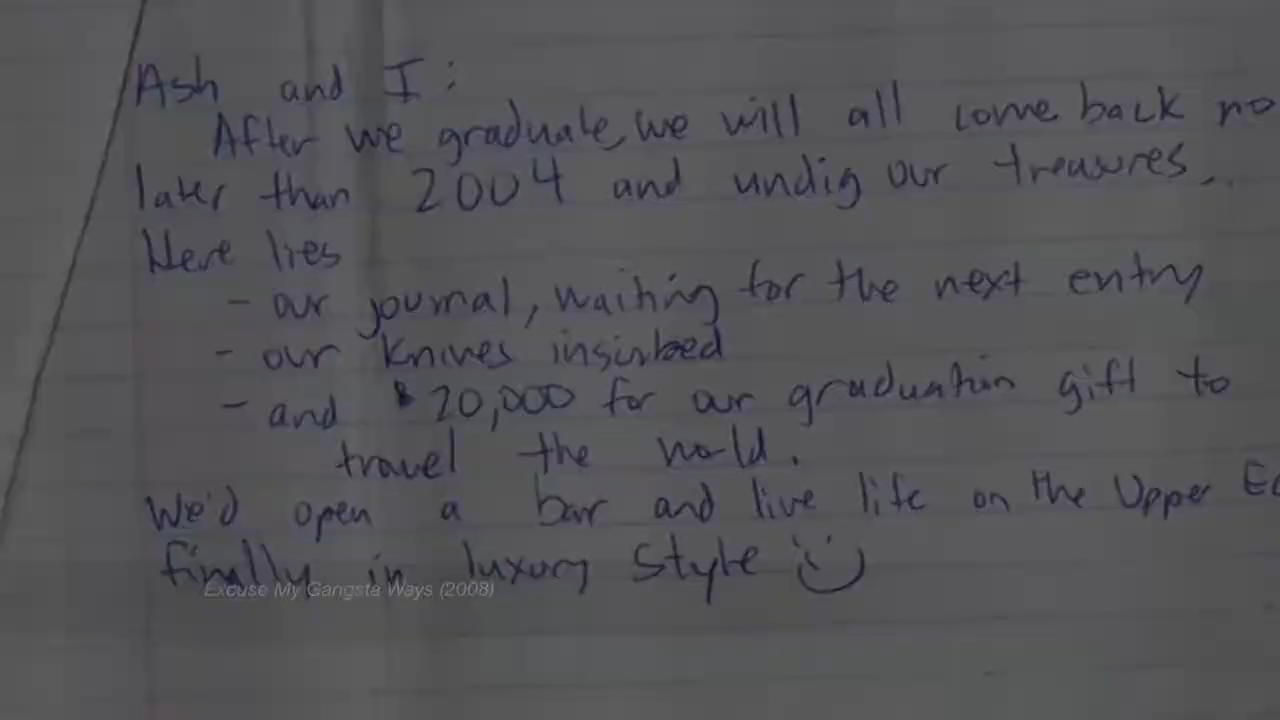 Ash and I:
After we graduate, we will all come back no
later than 2004 and undig our treasures..
Here lies
- our journal, waiting for the next entry
- our knives insirbed
- and $20,000 for our graduation gift to
travel the world.
We'd open a bar and live life on the Upper
finally in luxury style :)
Excuse My Gangsta Ways (2008)